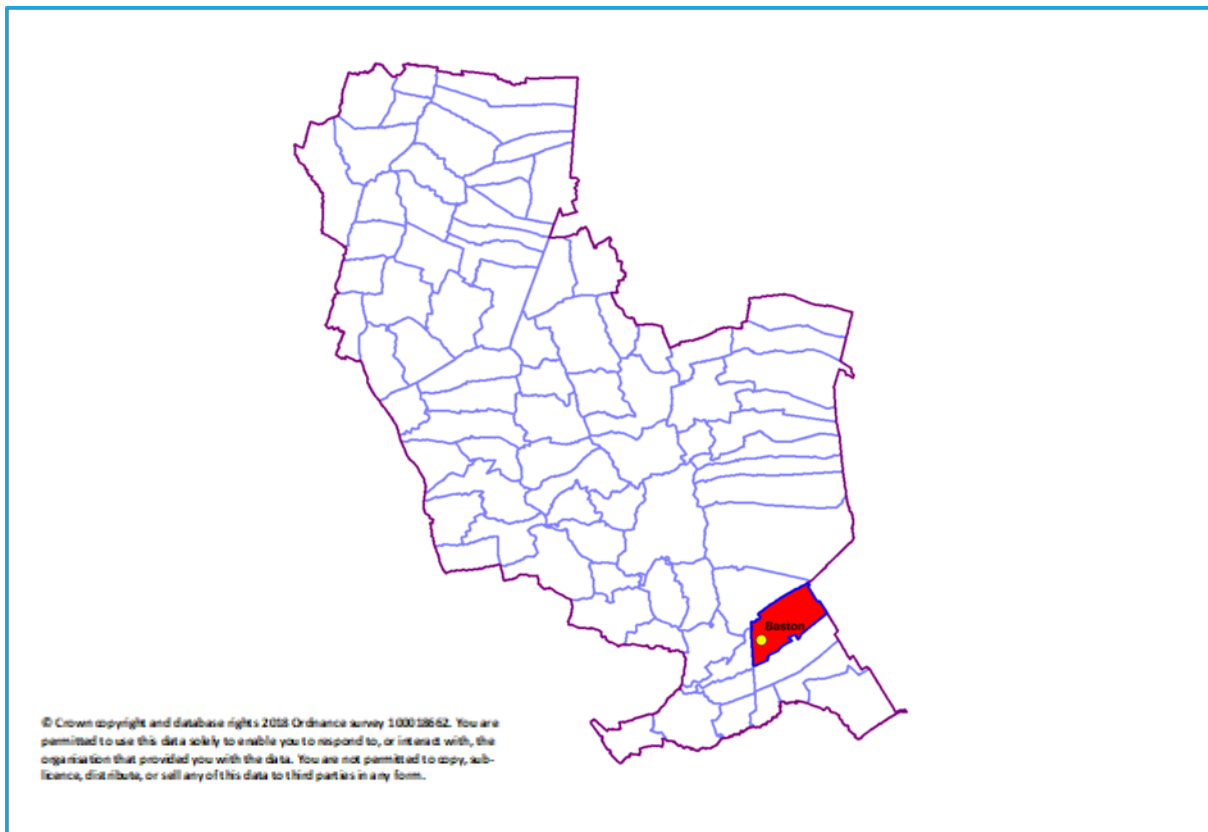 Baston
© Crown copyright and database rights 2018 Ordnance survey 100018662. You are
permitted to use this data solely to enable you to respond to, or interact with, the
organisation that provided you with the data. You are not permitted to copy, sub-
licence, distribute, or sell any of this data to third parties in any form.